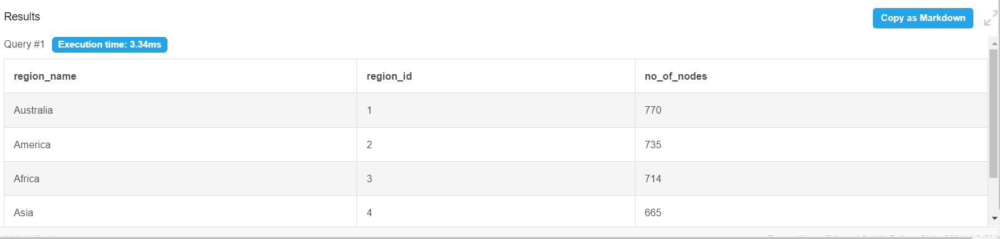 Results
Copy as Markdown
Query #1 Execution time: 3.34ms
region_name region_id no_of_nodes
Australia 1 770
America 2 735
Africa 3 714
Asia 4 665